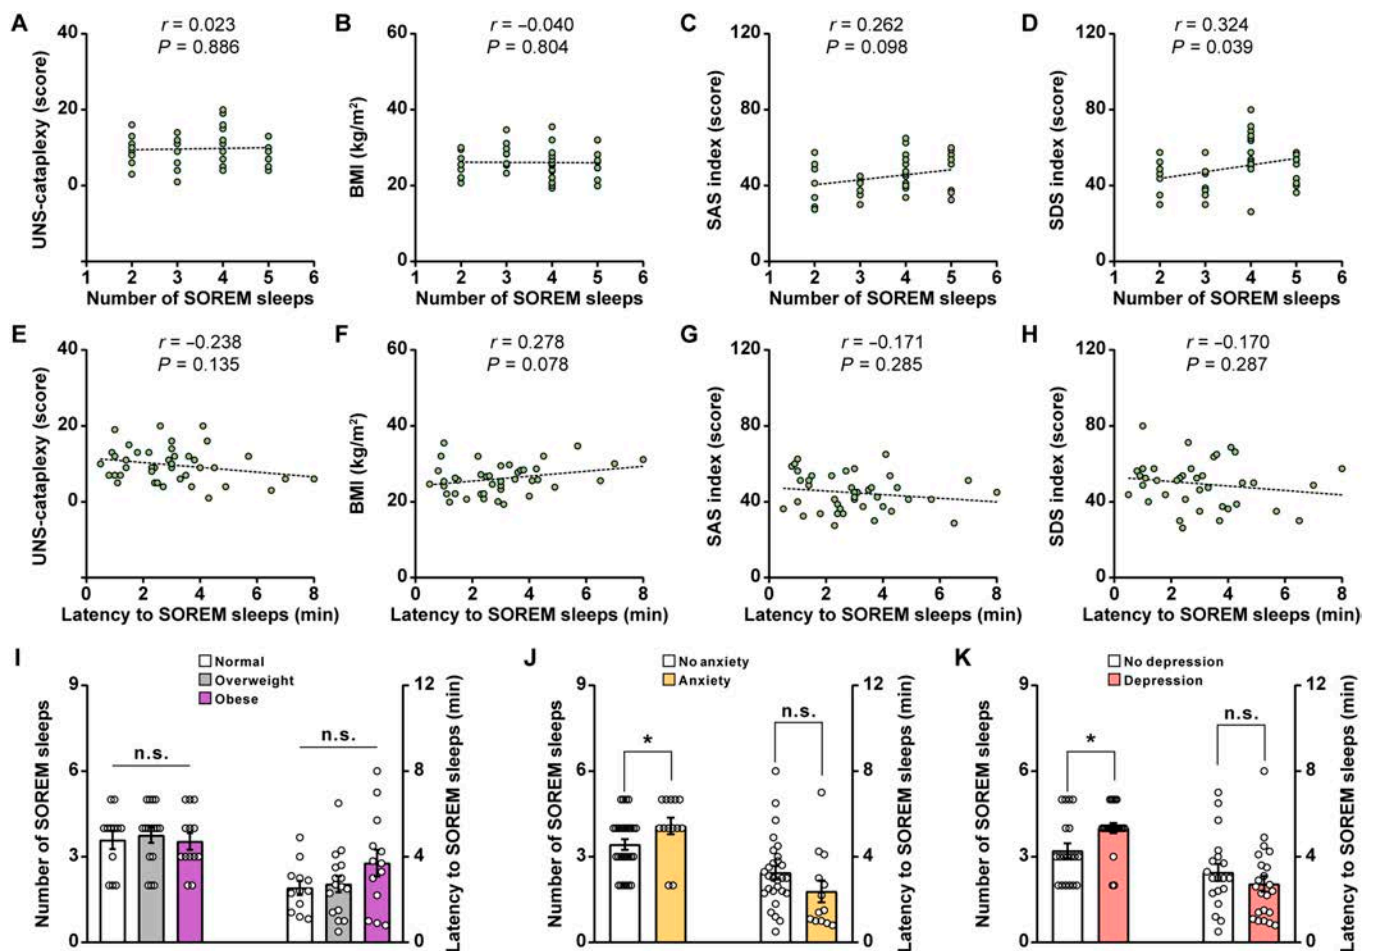 A
r = 0.023
P = 0.886
40
20
0
UNS-cataplexy (score)
1 2 3 4 5 6
Number of SOREM sleeps
B
r = –0.040
P = 0.804
60
40
20
0
BMI (kg/m²)
1 2 3 4 5 6
Number of SOREM sleeps
C
r = 0.262
P = 0.098
120
80
40
0
SAS index (score)
1 2 3 4 5 6
Number of SOREM sleeps
D
r = 0.324
P = 0.039
120
80
40
0
SDS index (score)
1 2 3 4 5 6
Number of SOREM sleeps
E
r = –0.238
P = 0.135
40
20
0
UNS-cataplexy (score)
0 2 4 6 8
Latency to SOREM sleeps (min)
F
r = 0.278
P = 0.078
60
40
20
0
BMI (kg/m²)
0 2 4 6 8
Latency to SOREM sleeps (min)
G
r = –0.171
P = 0.285
120
80
40
0
SAS index (score)
0 2 4 6 8
Latency to SOREM sleeps (min)
H
r = –0.170
P = 0.287
120
80
40
0
SDS index (score)
0 2 4 6 8
Latency to SOREM sleeps (min)
I
Normal
Overweight
Obese
9
6
3
0
Number of SOREM sleeps
n.s.
n.s.
12
8
4
0
Latency to SOREM sleeps (min)
J
No anxiety
Anxiety
9
6
3
0
Number of SOREM sleeps
*
n.s.
12
8
4
0
Latency to SOREM sleeps (min)
K
No depression
Depression
9
6
3
0
Number of SOREM sleeps
*
n.s.
12
8
4
0
Latency to SOREM sleeps (min)